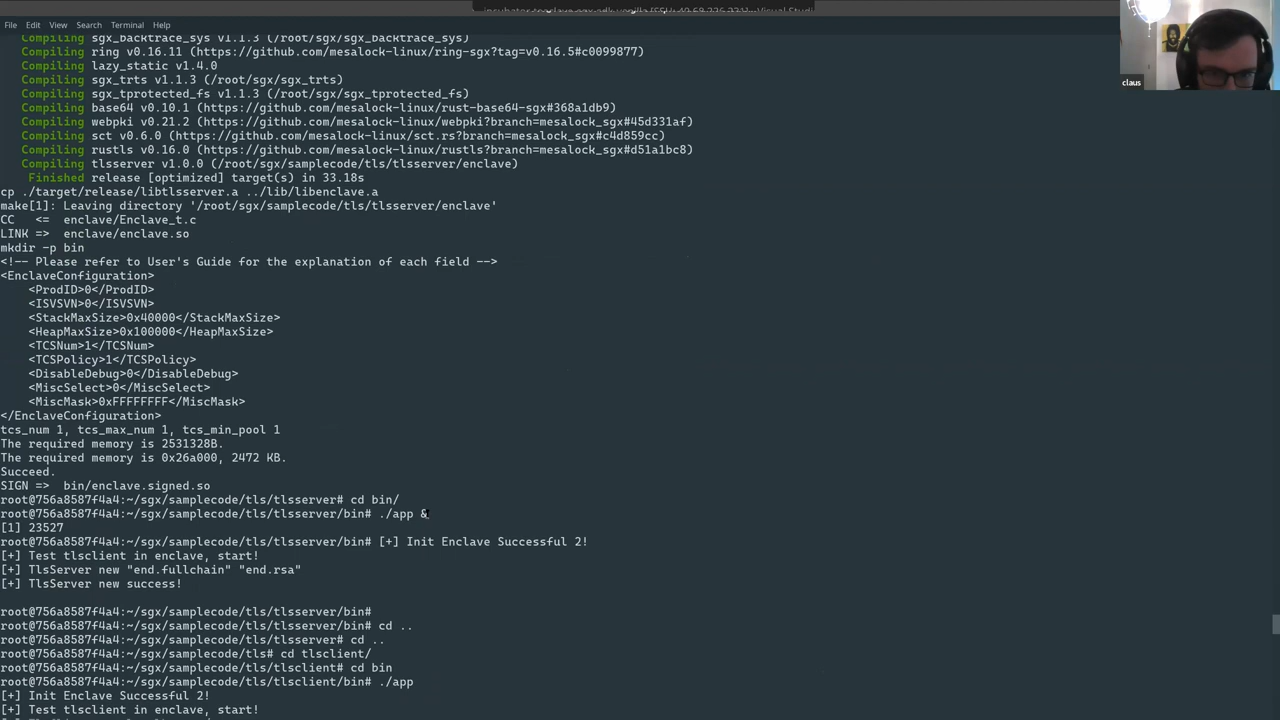 File Edit View Search Terminal Help
claus
Compiling sgx_backtrace_sys v1.1.3 (/root/sgx/sgx_backtrace_sys)
Compiling ring v0.16.11 (https://github.com/mesalock-linux/ring-sgx?tag=v0.16.5#c0099877)
Compiling lazy_static v1.4.0
Compiling sgx_trts v1.1.3 (/root/sgx/sgx_trts)
Compiling sgx_tprotected_fs v1.1.3 (/root/sgx/sgx_tprotected_fs)
Compiling base64 v0.10.1 (https://github.com/mesalock-linux/rust-base64-sgx#368a1db9)
Compiling webpki v0.21.2 (https://github.com/mesalock-linux/webpki?branch=mesalock_sgx#45d331af)
Compiling sct v0.6.0 (https://github.com/mesalock-linux/sct.rs?branch=mesalock_sgx#c4d859cc)
Compiling rustls v0.16.0 (https://github.com/mesalock-linux/rustls?branch=mesalock_sgx#d51a1bc8)
Compiling tlsserver v1.0.0 (/root/sgx/samplecode/tls/tlsserver/enclave)
Finished release [optimized] target(s) in 33.18s
cp ./target/release/libtlsserver.a ../lib/libenclave.a
make[1]: Leaving directory '/root/sgx/samplecode/tls/tlsserver/enclave'
CC <= enclave/Enclave_t.c
LINK => enclave/enclave.so
mkdir -p bin
<!-- Please refer to User's Guide for the explanation of each field -->
<EnclaveConfiguration>
<ProdID>0</ProdID>
<ISVSVN>0</ISVSVN>
<StackMaxSize>0x40000</StackMaxSize>
<HeapMaxSize>0x100000</HeapMaxSize>
<TCSNum>1</TCSNum>
<TCSPolicy>1</TCSPolicy>
<DisableDebug>0</DisableDebug>
<MiscSelect>0</MiscSelect>
<MiscMask>0xFFFFFFFF</MiscMask>
</EnclaveConfiguration>
tcs_num 1, tcs_max_num 1, tcs_min_pool 1
The required memory is 2531328B.
The required memory is 0x26a000, 2472 KB.
Succeed.
SIGN => bin/enclave.signed.so
root@756a8587f4a4:~/sgx/samplecode/tls/tlsserver# cd bin/
root@756a8587f4a4:~/sgx/samplecode/tls/tlsserver/bin# ./app &
[1] 23527
root@756a8587f4a4:~/sgx/samplecode/tls/tlsserver/bin# [+] Init Enclave Successful 2!
[+] Test tlsclient in enclave, start!
[+] TlsServer new "end.fullchain" "end.rsa"
[+] TlsServer new success!
root@756a8587f4a4:~/sgx/samplecode/tls/tlsserver/bin#
root@756a8587f4a4:~/sgx/samplecode/tls/tlsserver/bin# cd ..
root@756a8587f4a4:~/sgx/samplecode/tls/tlsserver# cd ..
root@756a8587f4a4:~/sgx/samplecode/tls# cd tlsclient/
root@756a8587f4a4:~/sgx/samplecode/tls/tlsclient# cd bin
root@756a8587f4a4:~/sgx/samplecode/tls/tlsclient/bin# ./app
[+] Init Enclave Successful 2!
[+] Test tlsclient in enclave, start!